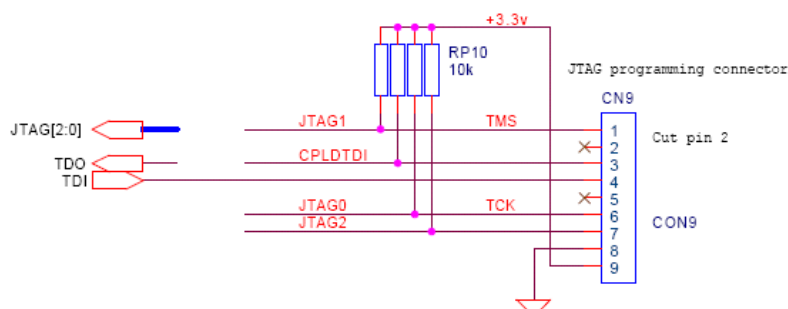 +3.3v
RP10
10k
JTAG programming connector
CN9
JTAG[2:0]
JTAG1
TMS
1
Cut pin 2
2
TDO
CPLDTDI
3
TDI
4
5
JTAG0
TCK
6
CON9
JTAG2
7
8
9